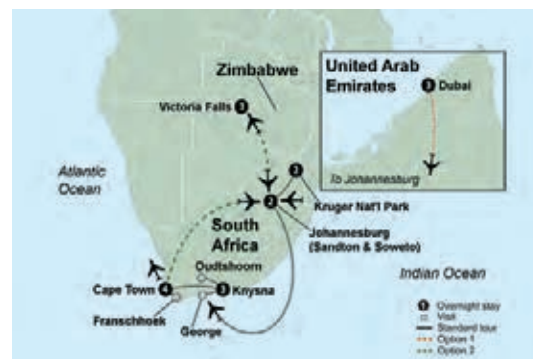 United Arab
Emirates
3 Dubai
To Johannesburg
Zimbabwe
Victoria Falls 3
Atlantic
Ocean
Kruger Nat'l Park
2
South
Africa
Johannesburg
(Sandton & Soweto)
Oudtshoorn
Cape Town 4
3 Knysna
Franschhoek
George
Indian Ocean
Overnight stay
Visit
Standard tour
Option 1
Option 2